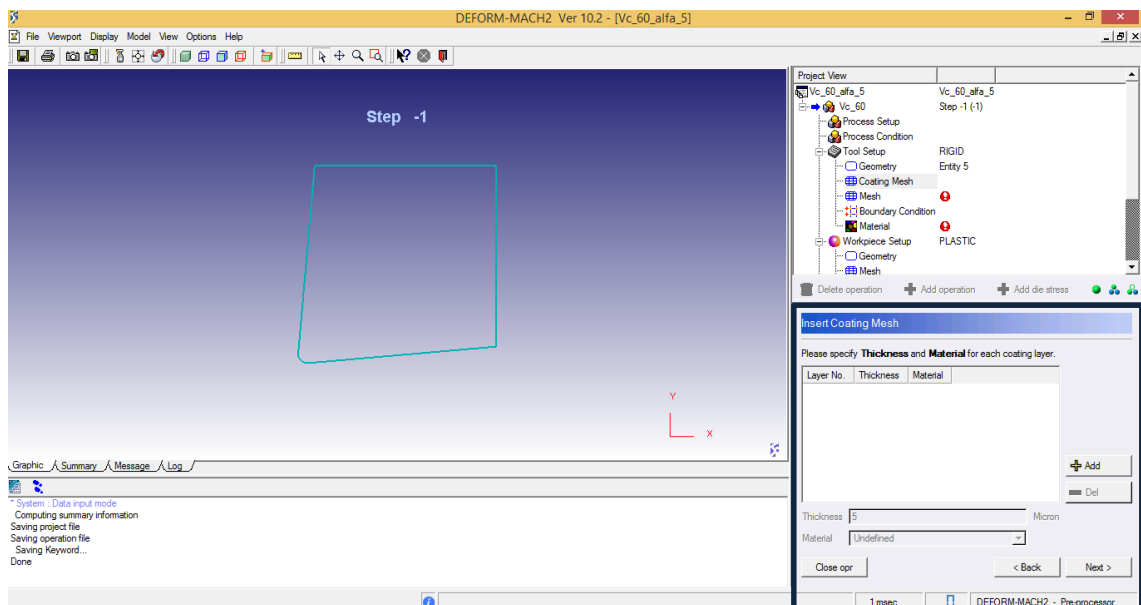 DEFORM-MACH2 Ver 10.2 - [Vc_60_alfa_5]
File Viewport Display Model View Options Help
Step -1
Y
X
Project View
Vc_60_alfa_5 Vc_60_alfa_5
Vc_60 Step -1 (-1)
Process Setup
Process Condition
Tool Setup RIGID
Geometry Entity 5
Coating Mesh
Mesh
Boundary Condition
Material
Workpiece Setup PLASTIC
Geometry
Mesh
Delete operation Add operation Add die stress
Insert Coating Mesh
Please specify Thickness and Material for each coating layer.
Layer No. Thickness Material
Add
Del
Thickness 5 Micron
Material Undefined
Close opr < Back Next >
Graphic Summary Message Log
* System : Data input mode
Computing summary information
Saving project file
Saving operation file
Saving Keyword...
Done
1 msec DEFORM-MACH2 - Pre-processor